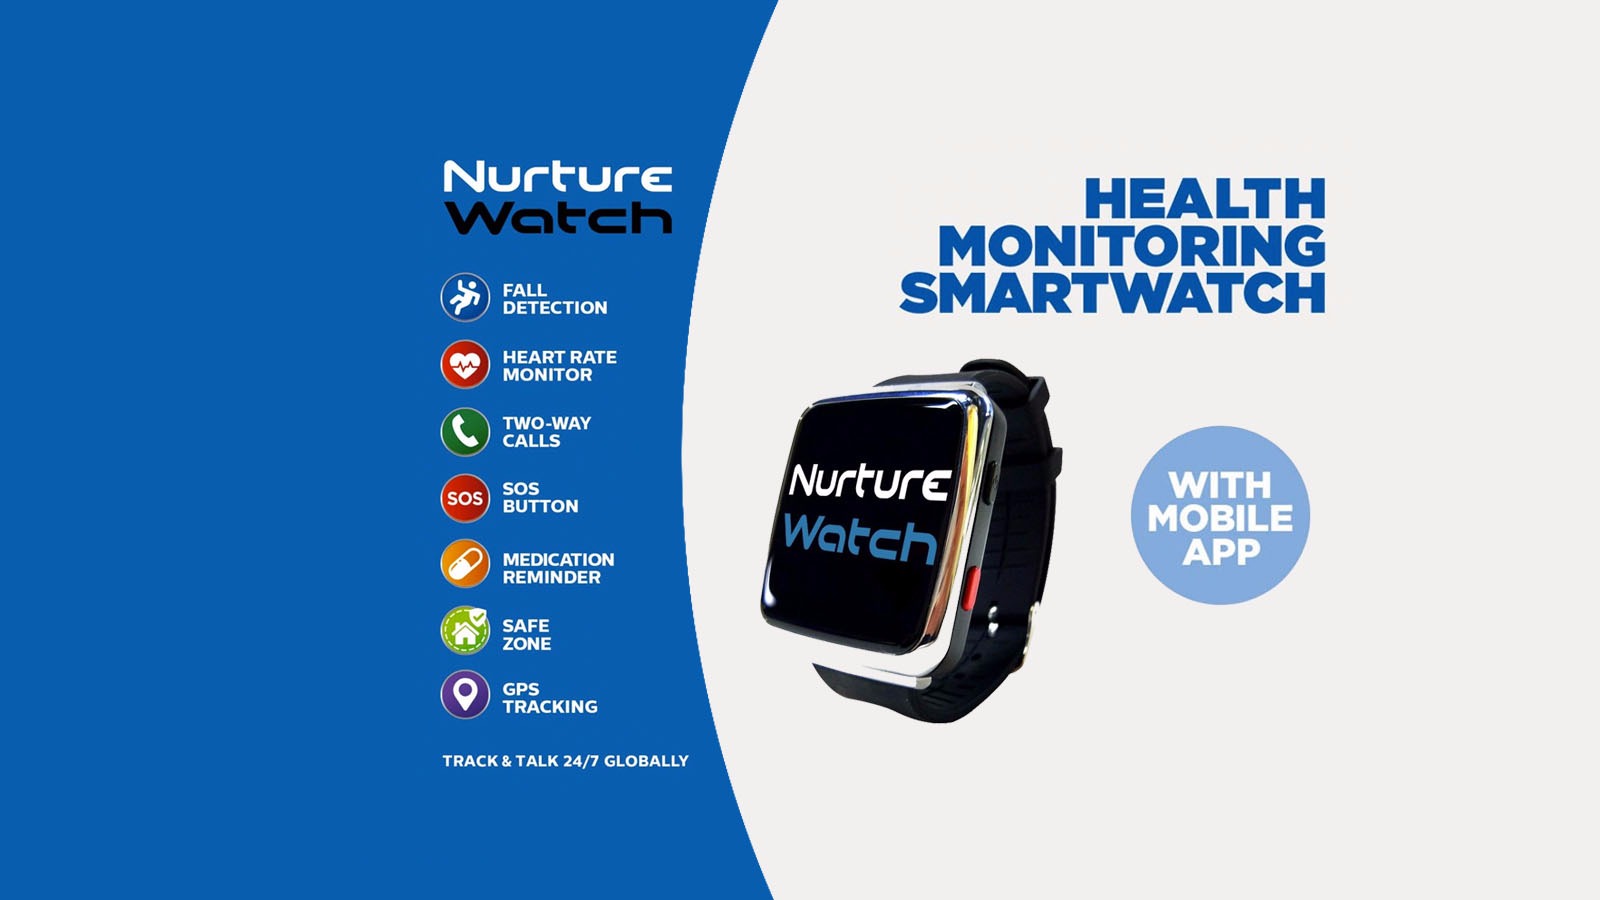 Nurture
Watch
FALL
DETECTION
HEART RATE
MONITOR
TWO-WAY
CALLS
SOS
SOS
BUTTON
MEDICATION
REMINDER
SAFE
ZONE
GPS
TRACKING
TRACK & TALK 24/7 GLOBALLY
HEALTH
MONITORING
SMARTWATCH
Nurture
Watch
WITH
MOBILE
APP